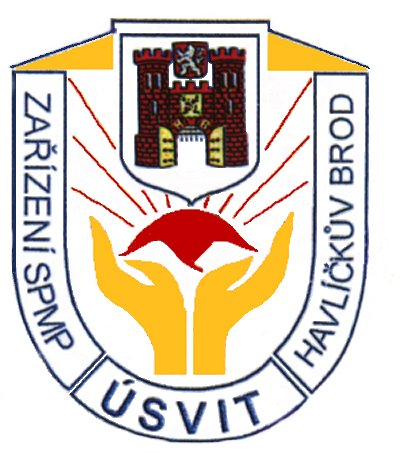 ZAŘÍZENÍ SPMP
ÚSVIT
HAVLÍČKŮV BROD
H B